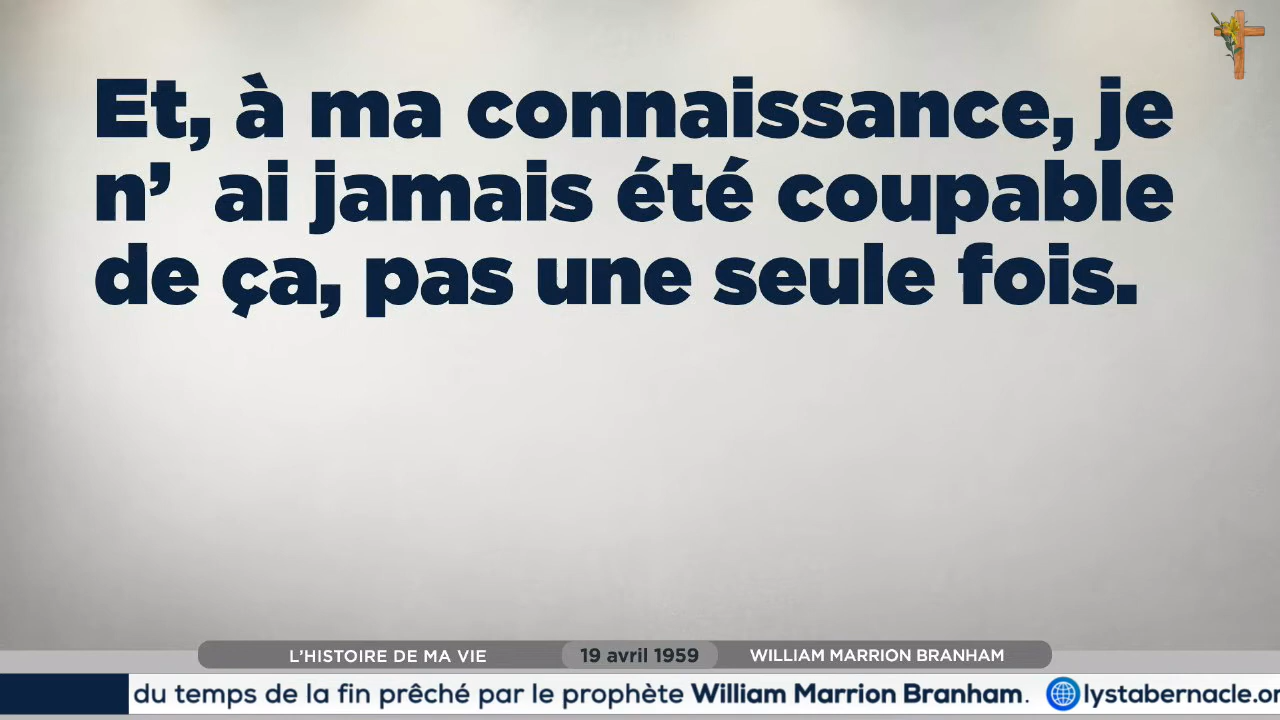 Et, à ma connaissance, je
n’ ai jamais été coupable
de ça, pas une seule fois.
L’HISTOIRE DE MA VIE 19 avril 1959 WILLIAM MARRION BRANHAM
du temps de la fin prêché par le prophète William Marrion Branham. lystabernacle.or